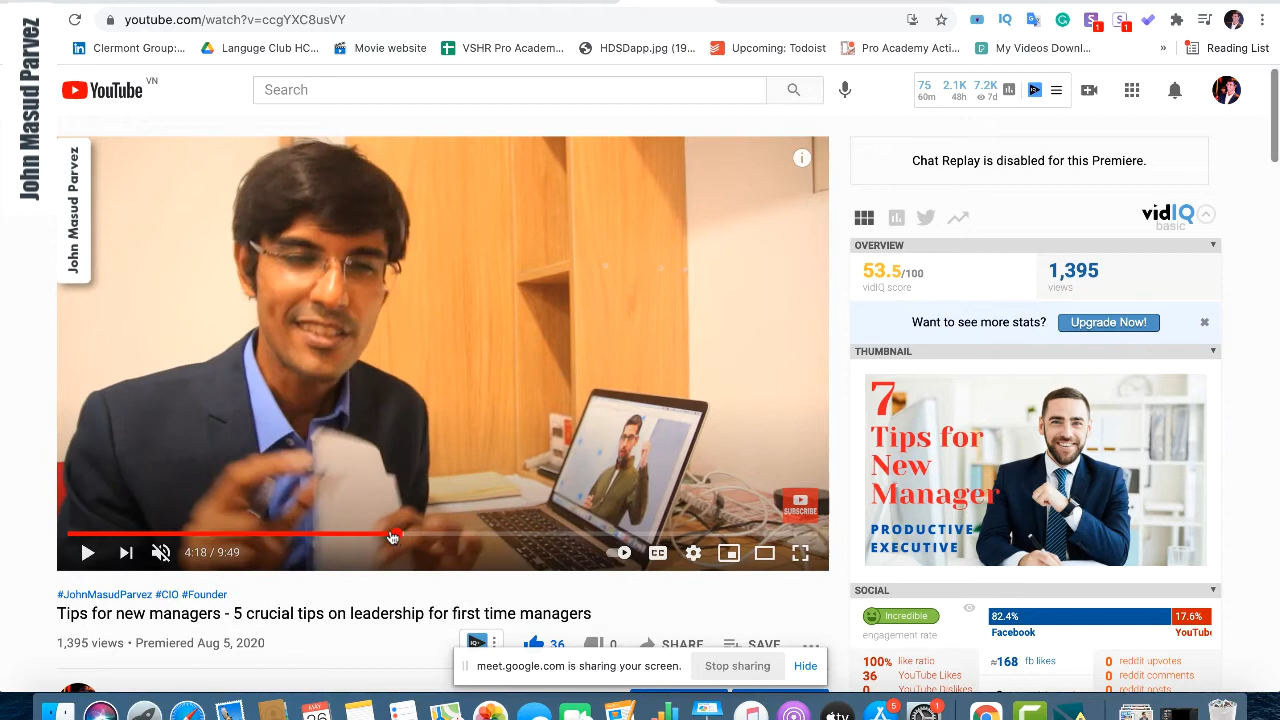 John Masud Parvez
youtube.com/watch?v=ccgYXC8usVY
Clermont Group:...
Languge Club HC...
Movie website
VSHR Pro Academ...
HDSDapp.jpg (19...
Upcoming: Todoist
Pro Academy Acti...
My Videos Downl...
»
Reading List
YouTube VN
Search
75 2.1K 7.2K
60m 48h 7d
John Masud Parvez
SUBSCRIBE
4:18 / 9:49
CC
Chat Replay is disabled for this Premiere.
vidIQ
basic
OVERVIEW
53.5/100
vidIQ score
1,395
views
Want to see more stats? Upgrade Now!
THUMBNAIL
7
Tips for
New
Manager
PRODUCTIVE
EXECUTIVE
SOCIAL
Incredible
engagement rate
82.4% 17.6%
Facebook YouTu
100% like ratio
36 YouTube Likes
0 YouTube Dislikes
≈168 fb likes
0 reddit upvotes
0 reddit comments
0 reddit posts
#JohnMasudParvez #CIO #Founder
Tips for new managers - 5 crucial tips on leadership for first time managers
1,395 views • Premiered Aug 5, 2020
36 0 SHARE SAVE
meet.google.com is sharing your screen. Stop sharing Hide
MAY
tv
5
1